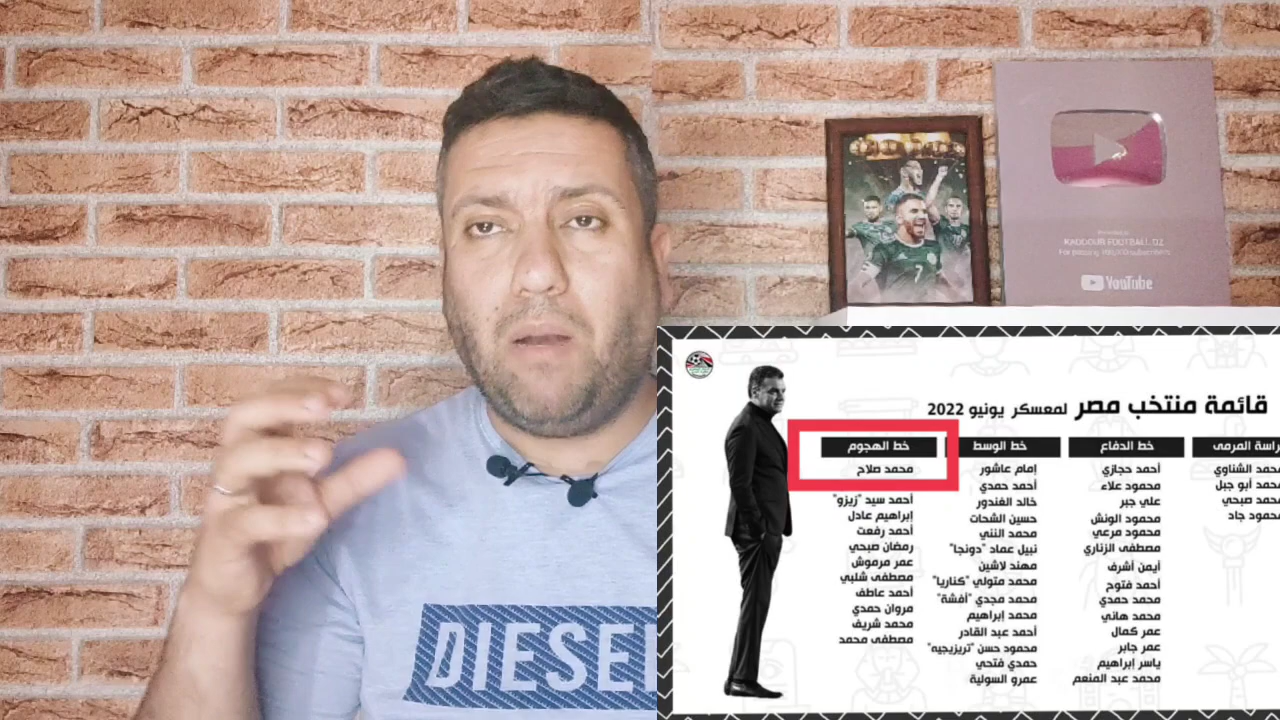 KADDOUR FOOTBALL DZ
YouTube
7
DIESEL
قائمة منتخب مصر لمعسكر يونيو 2022
خط الهجوم
محمد صلاح
أحمد سيد "زيزو"
إبراهيم عادل
أحمد رفعت
رمضان صبحي
عمر مرموش
مصطفى شلبي
أحمد عاطف
مروان حمدي
محمد شريف
مصطفى محمد
خط الوسط
إمام عاشور
أحمد حمدي
خالد الغندور
حسين الشحات
محمد النني
نبيل عماد "دونجا"
مهند لاشين
محمد متولي "كناريا"
محمد مجدي "أفشة"
محمد إبراهيم
أحمد عبد القادر
محمود حسن "تريزيجيه"
حمدي فتحي
عمرو السولية
خط الدفاع
أحمد حجازي
محمود علاء
علي جبر
محمود الونش
محمود مرعي
مصطفى الزناري
أيمن أشرف
أحمد فتوح
محمد حمدي
محمد هاني
عمر كمال
عمر جابر
ياسر إبراهيم
محمد عبد المنعم
راسة المرمى
محمد الشناوي
محمد أبو جبل
محمد صبحي
محمود جاد